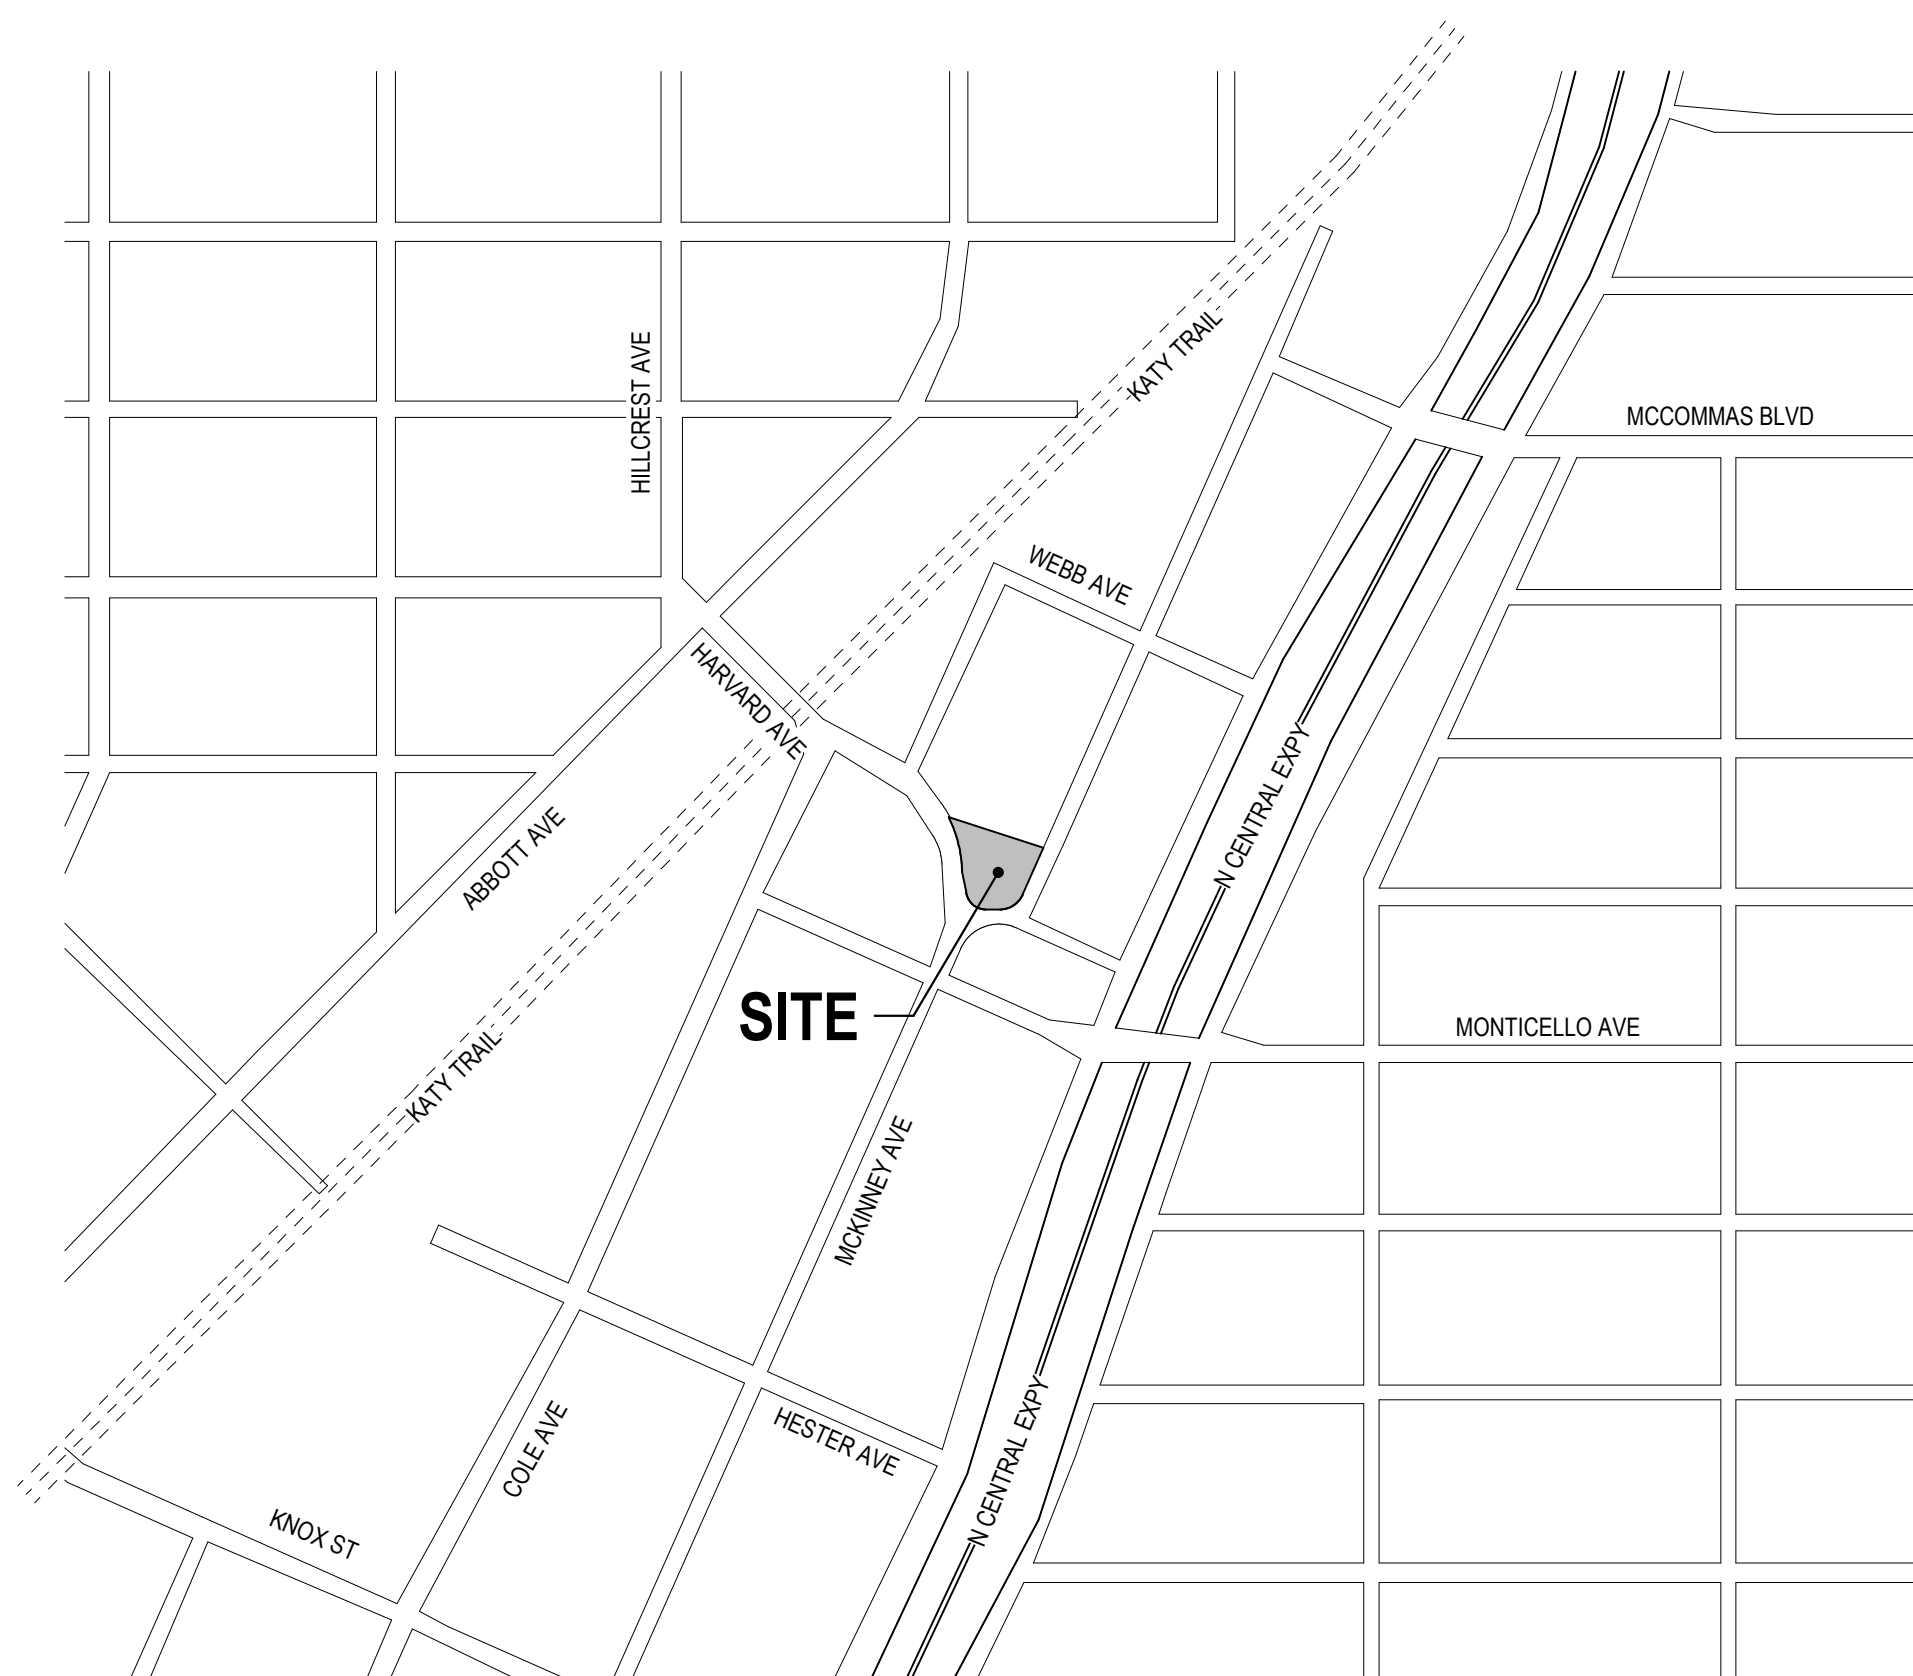 KATY TRAIL
HILLCREST AVE
MCCOMMAS BLVD
WEBB AVE
HARVARD AVE
N CENTRAL EXPY
ABBOTT AVE
SITE
MONTICELLO AVE
KATY TRAIL
MCKINNEY AVE
COLE AVE
HESTER AVE
N CENTRAL EXPY
KNOX ST